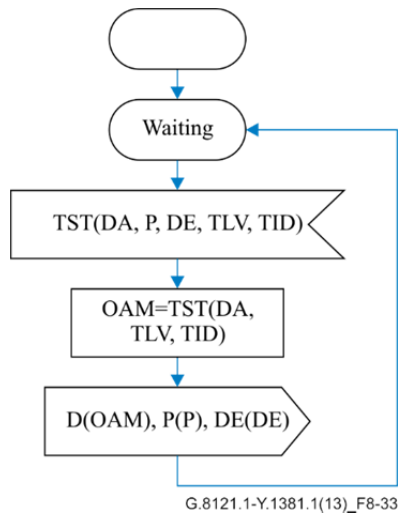 Waiting
TST(DA, P, DE, TLV, TID)
OAM=TST(DA,
TLV, TID)
D(OAM), P(P), DE(DE)
G.8121.1-Y.1381.1(13)_F8-33